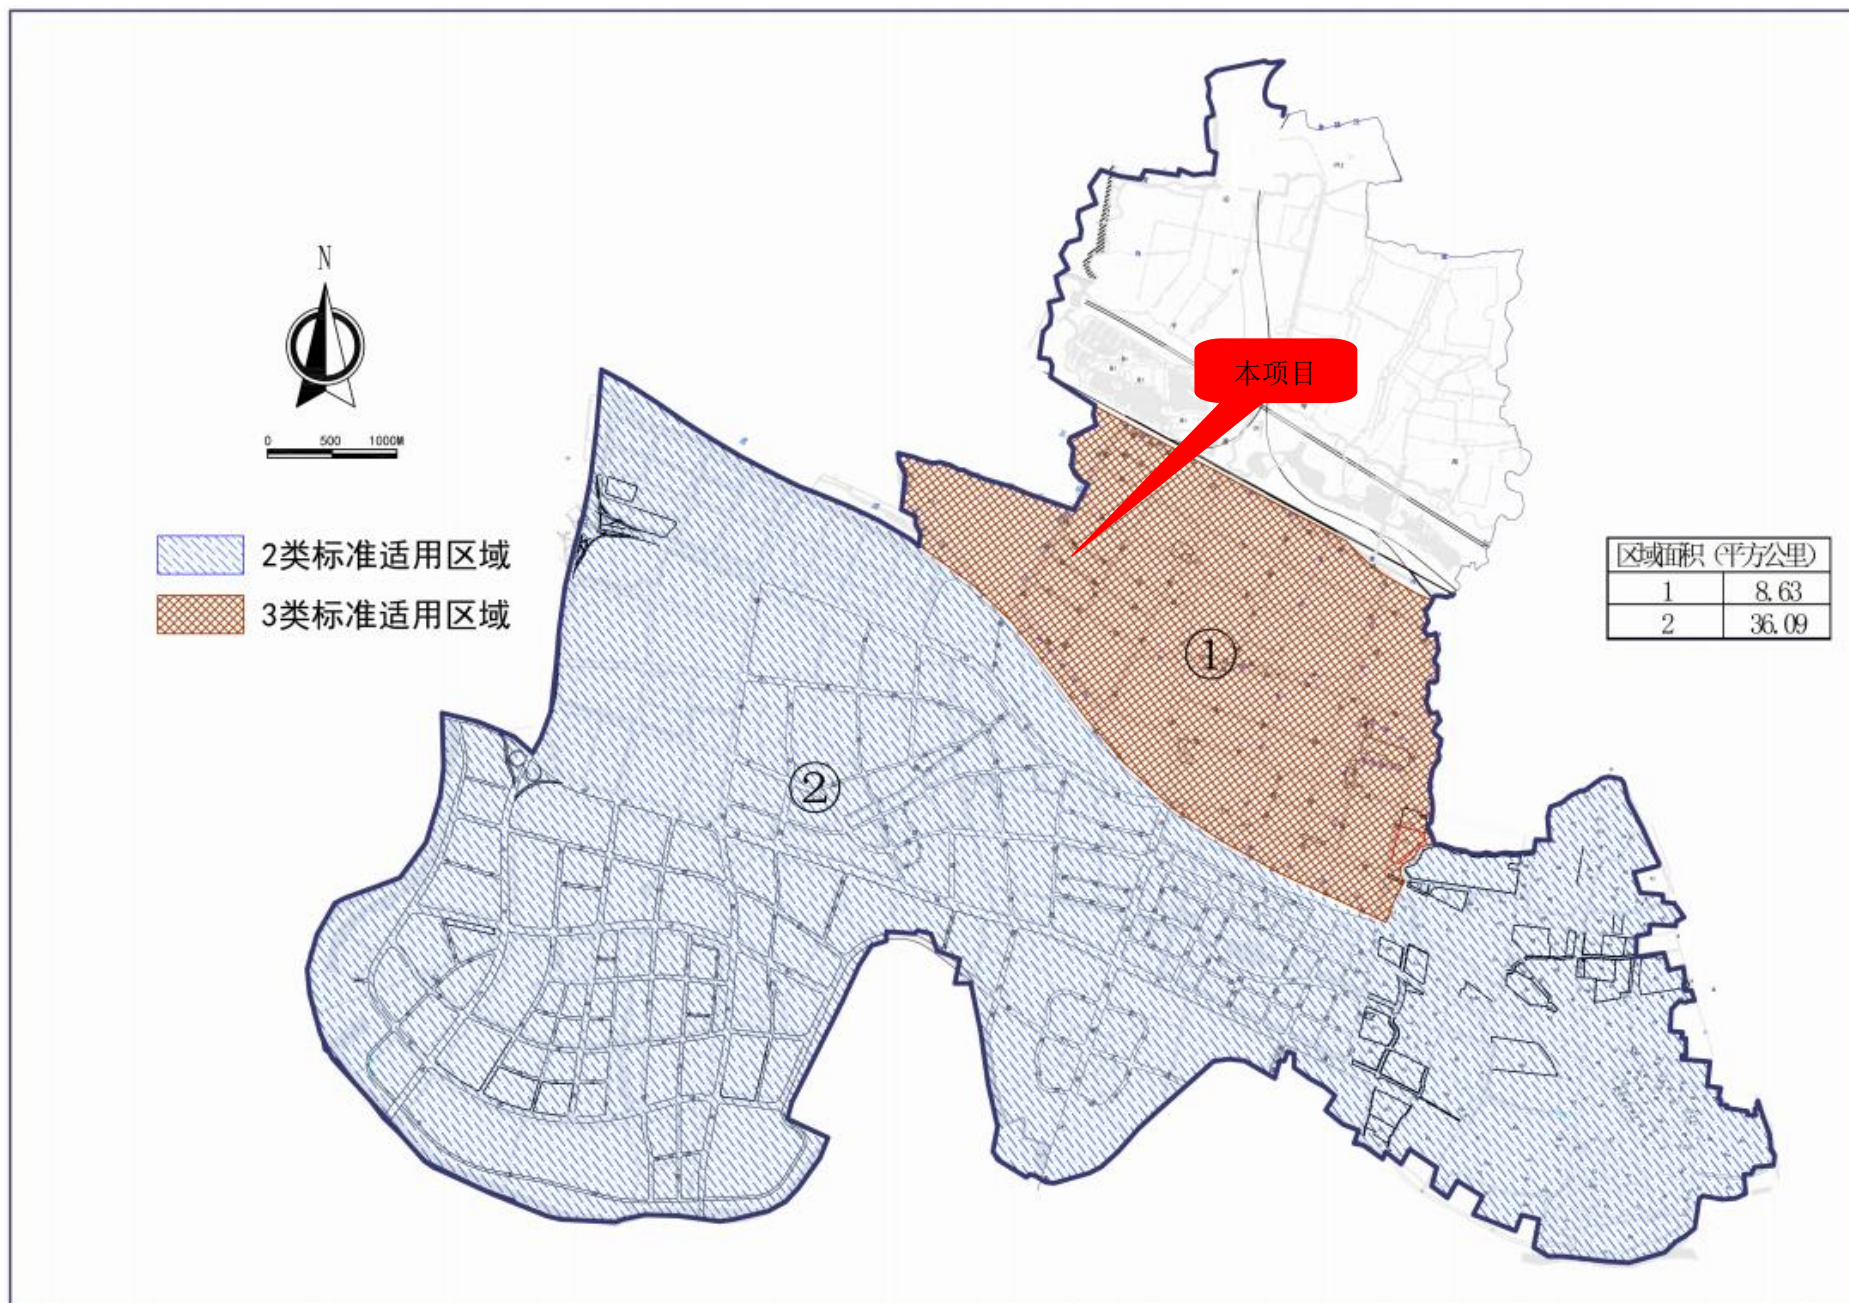 N
本项目
0 500 1000M
2类标准适用区域
3类标准适用区域
区域面积(平方公里)
1 8.63
2 36.09
①
②